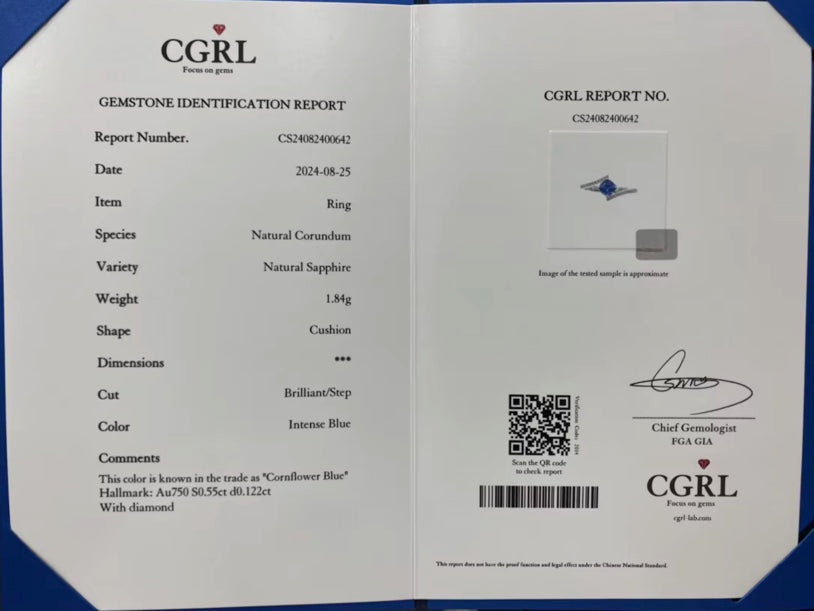 CGRL
Focus on gems
GEMSTONE IDENTIFICATION REPORT
Report Number. CS24082400642
Date 2024-08-25
Item Ring
Species Natural Corundum
Variety Natural Sapphire
Weight 1.84g
Shape Cushion
Dimensions ***
Cut Brilliant/Step
Color Intense Blue
Comments
This color is known in the trade as "Cornflower Blue"
Hallmark: Au750 S0.55ct d0.122ct
With diamond
CGRL REPORT NO.
CS24082400642
Image of the tested sample is approximate
Scan the QR code
to check report
Chief Gemologist
FGA GIA
CGRL
Focus on gems
cgrl-lab.com
This report does not have the proof function and legal effect under the Chinese National Standard.